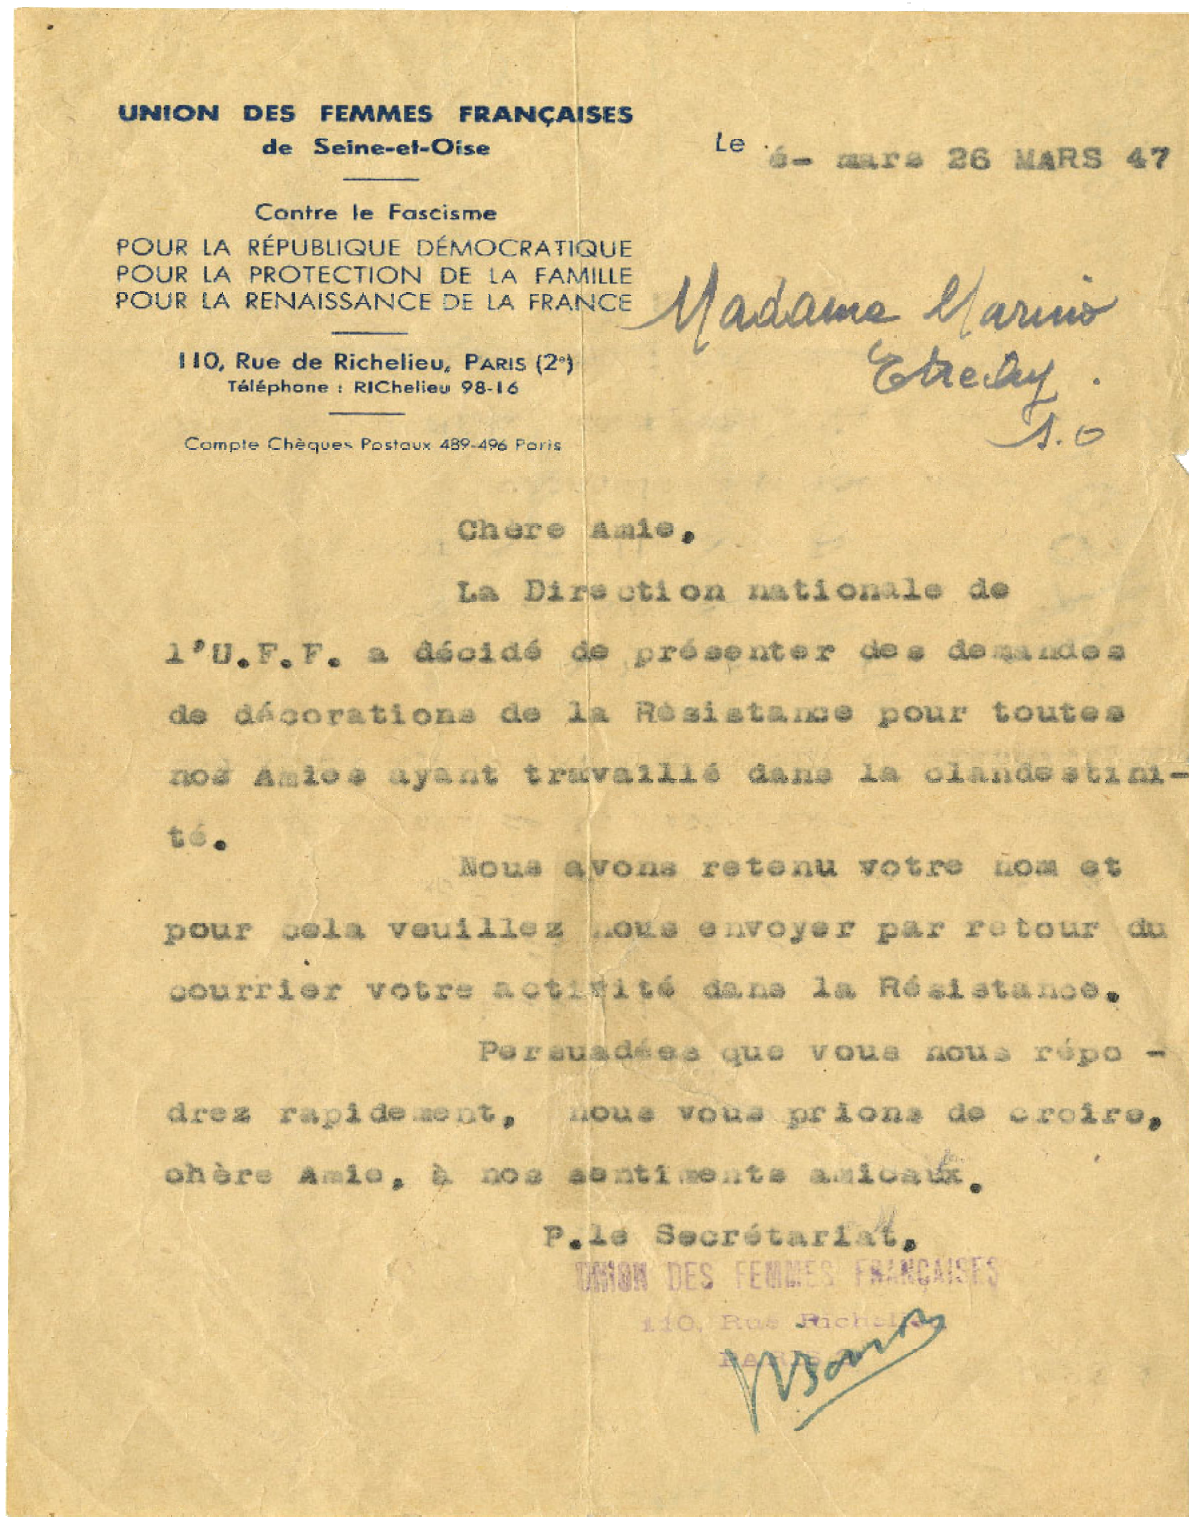 UNION DES FEMMES FRANÇAISES
de Seine-et-Oise
Contre le Fascisme
POUR LA RÉPUBLIQUE DÉMOCRATIQUE
POUR LA PROTECTION DE LA FAMILLE
POUR LA RENAISSANCE DE LA FRANCE
110, Rue de Richelieu, PARIS (2e)
Téléphone : RIChelieu 98-16
Compte Chèques Postaux 489-496 Paris
Le 6- mars 26 MARS 47
Madame Marinis
Etrechy.
S.O
Chère Amie,
La Direction nationale de
l'U.F.F. a décidé de présenter des demandes
de décorations de la Résistance pour toutes
nos Amies ayant travaillé dans la clandestini-
té.
Nous avons retenu votre nom et
pour cela veuillez nous envoyer par retour du
courrier votre activité dans la Résistance.
Persuadées que vous nous répo -
drez rapidement, nous vous prions de croire,
chère Amie, à nos sentiments amicaux.
P.le Secrétariat,
UNION DES FEMMES FRANÇAISES
110, Rue Richelieu
PARIS